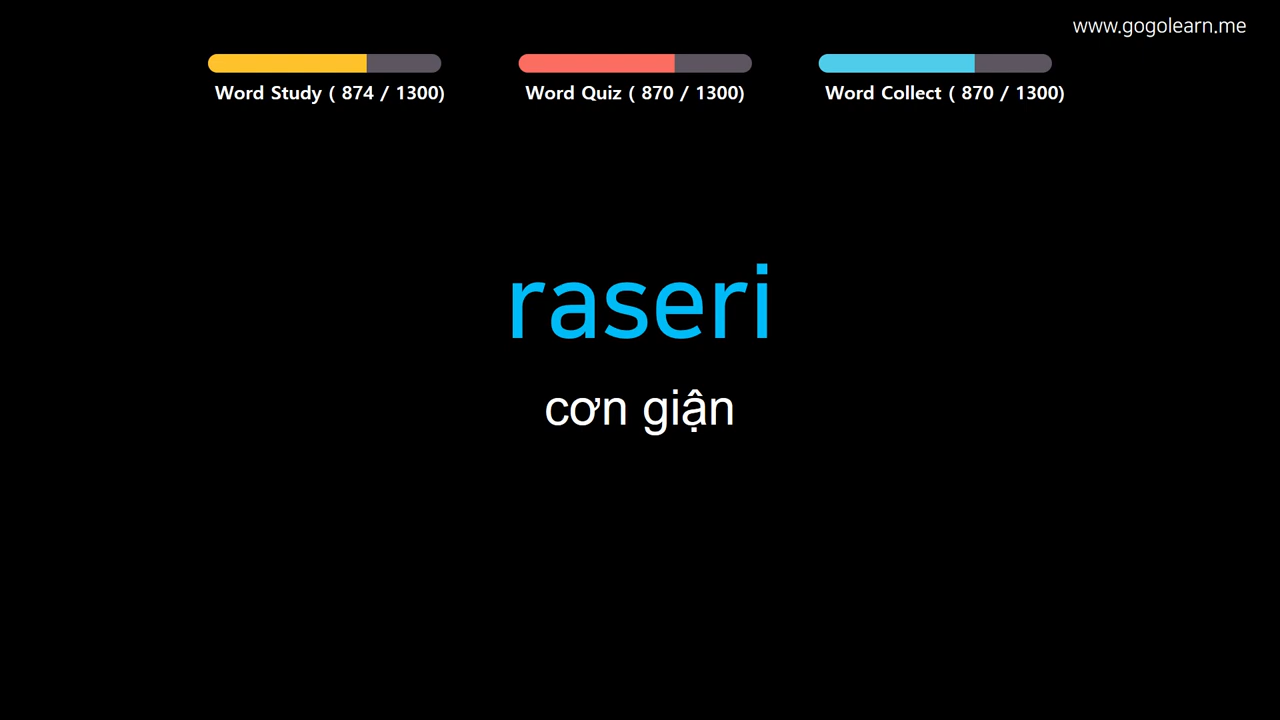 www.gogolearn.me
Word Study ( 874 / 1300)
Word Quiz ( 870 / 1300)
Word Collect ( 870 / 1300)
raseri
cơn giận